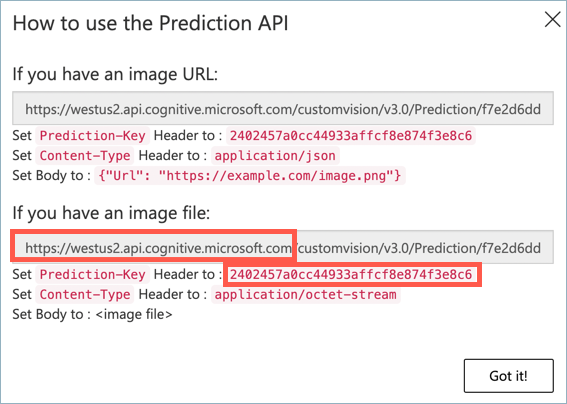 How to use the Prediction API
If you have an image URL:
https://westus2.api.cognitive.microsoft.com/customvision/v3.0/Prediction/f7e2d6dd
Set Prediction-Key Header to : 2402457a0cc44933affcf8e874f3e8c6
Set Content-Type Header to : application/json
Set Body to : {"Url": "https://example.com/image.png"}
If you have an image file:
https://westus2.api.cognitive.microsoft.com/customvision/v3.0/Prediction/f7e2d6dd
Set Prediction-Key Header to : 2402457a0cc44933affcf8e874f3e8c6
Set Content-Type Header to : application/octet-stream
Set Body to : <image file>
Got it!